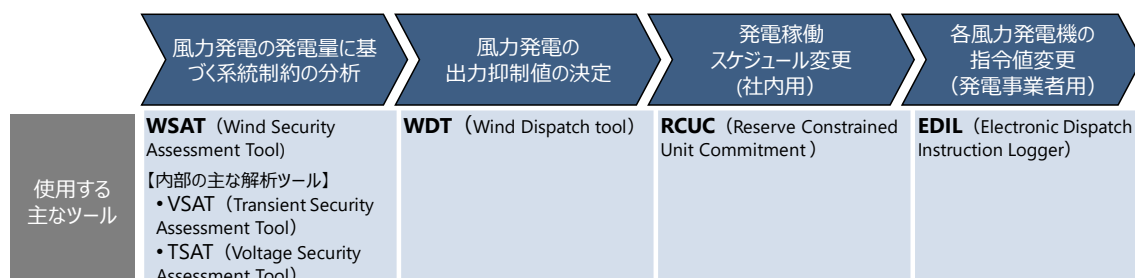 風力発電の発電量に基
づく系統制約の分析
風力発電の
出力抑制値の決定
発電稼働
スケジュール変更
(社内用)
各風力発電機の
指令値変更
（発電事業者用）
使用する
主なツール
WSAT（Wind Security
Assessment Tool)
【内部の主な解析ツール】
• VSAT（Transient Security
Assessment Tool）
• TSAT（Voltage Security
Assessment Tool）
WDT（Wind Dispatch tool）
RCUC（Reserve Constrained
Unit Commitment）
EDIL（Electronic Dispatch
Instruction Logger）